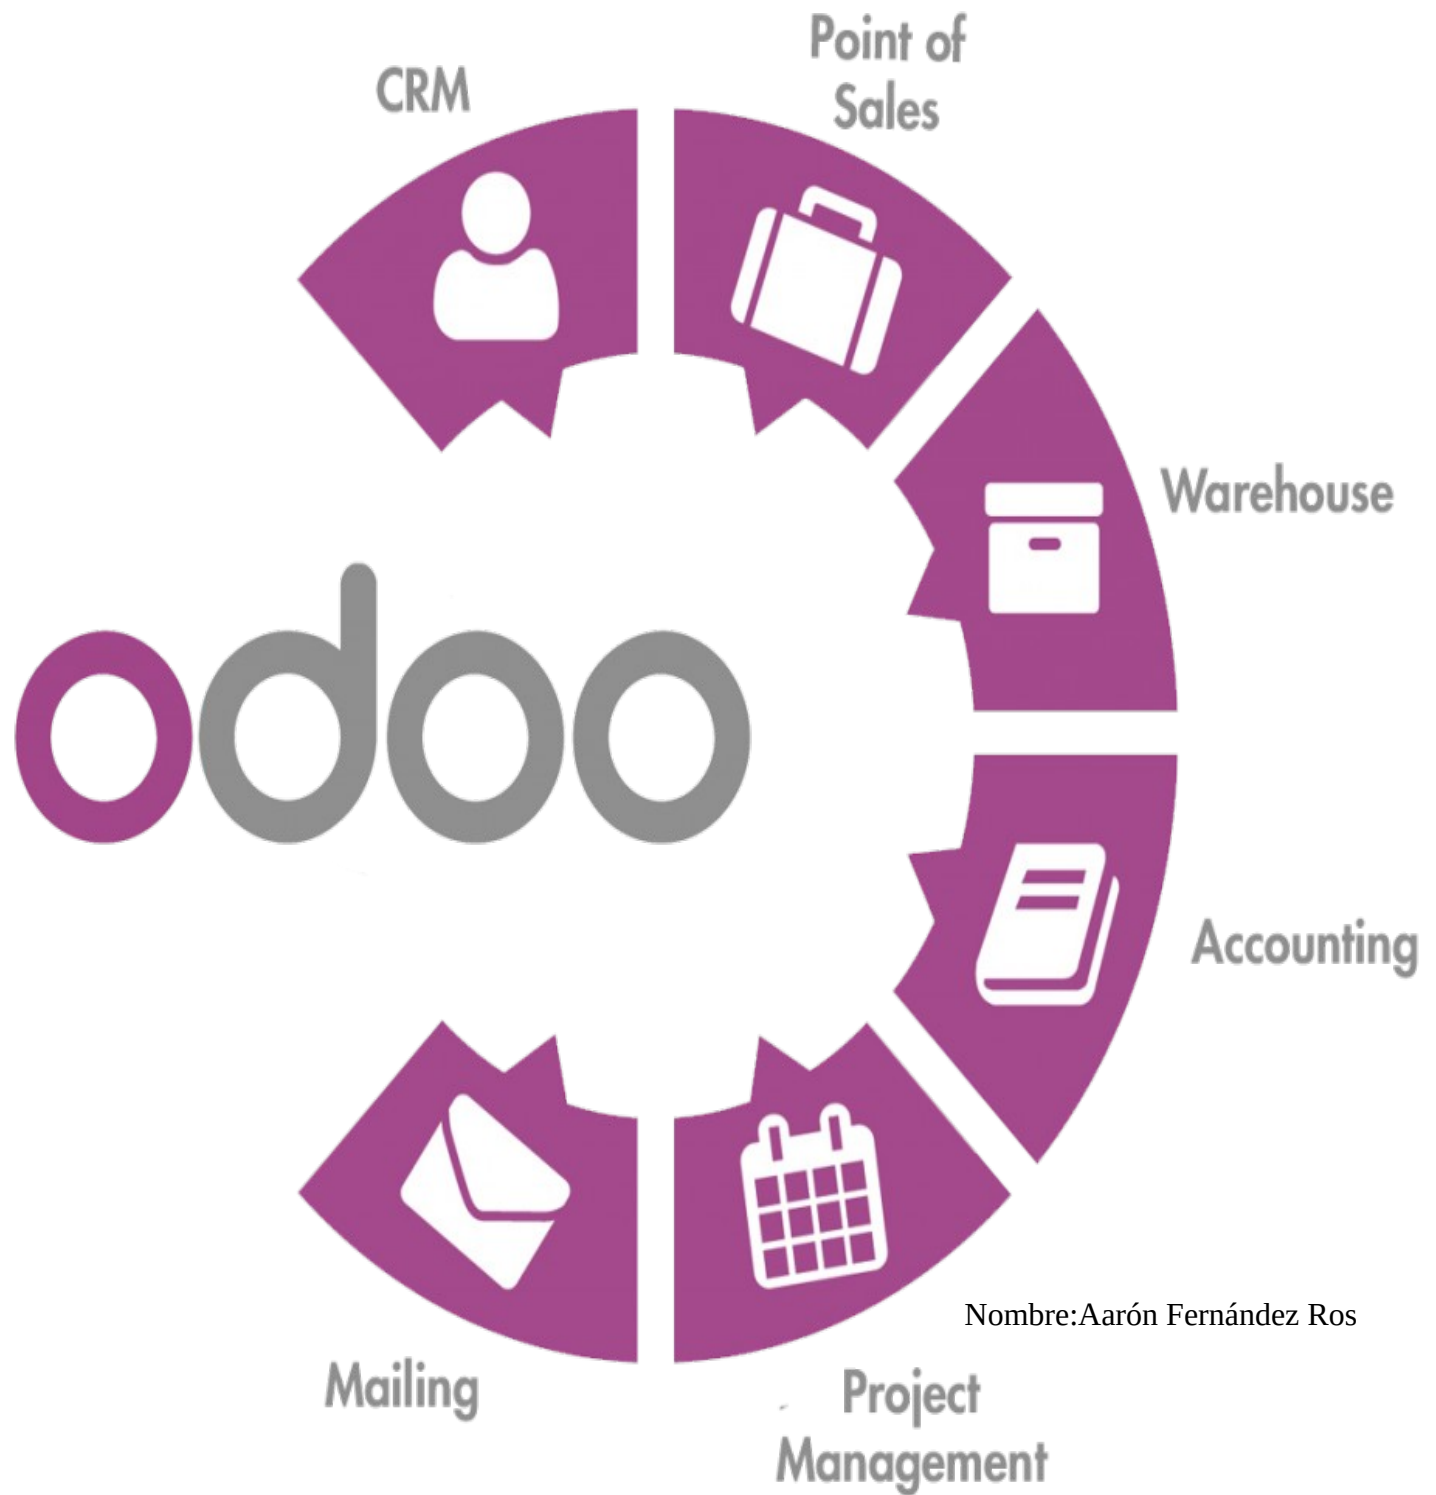 CRM
Point of
Sales
Warehouse
odoo
Accounting
Nombre:Aarón Fernández Ros
Mailing
Project
Management